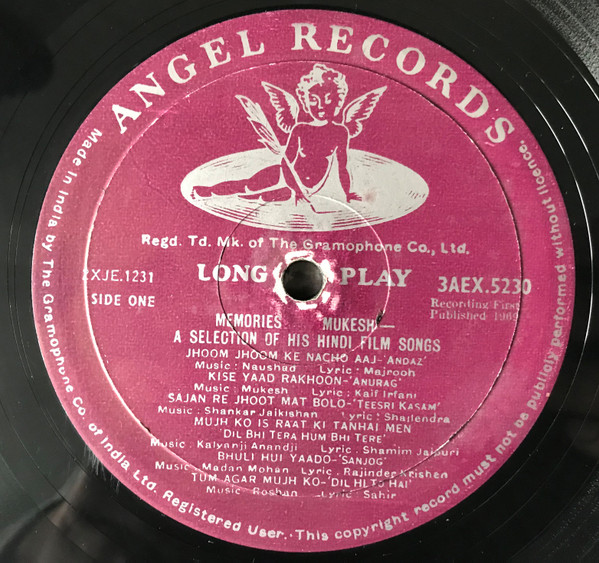 ANGEL RECORDS
Regd. Td. Mk. of The Gramophone Co., Ltd.
LONG PLAY
2XJE.1231
3AEX.5230
SIDE ONE
Recording First
Published 1969
MEMORIES MUKESH—
A SELECTION OF HIS HINDI FILM SONGS
JHOOM JHOOM KE NACHO AAJ-'ANDAZ'
Music: Naushad Lyric: Majrooh
KISE YAAD RAKHOON-'ANURAG'
Music: Mukesh Lyric: Kaif Irfani
SAJAN RE JHOOT MAT BOLO-'TEESRI KASAM'
Music: Shankar Jaikishan Lyric: Shailendra
MUJH KO IS RAAT KI TANHAI MEN
'DIL BHI TERA HUM BHI TERE'
Music: Kalyanji Anandji Lyric: Shamim Jaipuri
BHULI HUI YAADO-'SANJOG'
Music: Madan Mohan Lyric: Rajinder Krishen
TUM AGAR MUJH KO-'DIL HI TO HAI'
Music: Roshan Lyric: Sahir
Made in India by The Gramophone Co. of India Ltd. Registered User. · This copyright record must not be publicly performed without licence.